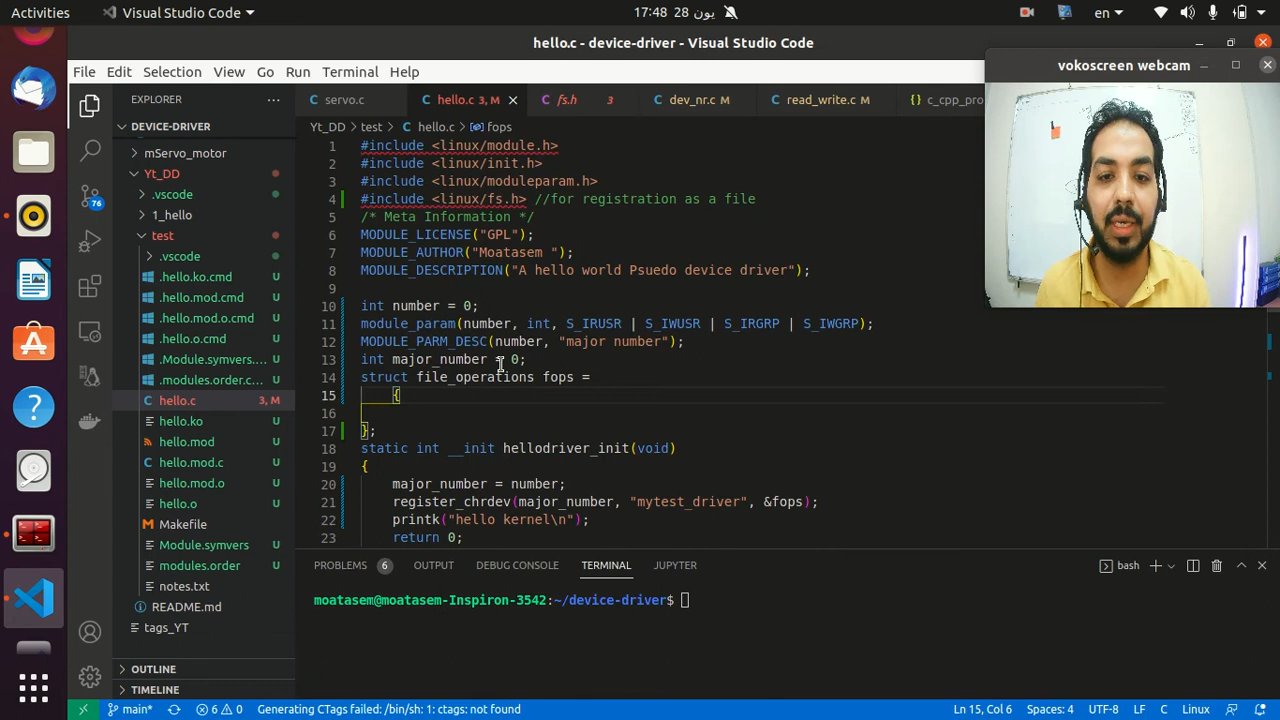 Activities
Visual Studio Code
17:48 28 يون
en
hello.c - device-driver - Visual Studio Code
File Edit Selection View Go Run Terminal Help
vokoscreen webcam
EXPLORER
servo.c
hello.c 3, M
fs.h 3
dev_nr.c M
read_write.c M
c_cpp_pro
DEVICE-DRIVER
mServo_motor
Yt_DD
.vscode
1_hello
test
.vscode
.hello.ko.cmd U
.hello.mod.cmd U
.hello.mod.o.cmd U
.hello.o.cmd U
.Module.symvers.... U
.modules.order.c... U
hello.c 3, M
hello.ko U
hello.mod U
hello.mod.c U
hello.mod.o U
hello.o U
Makefile
Module.symvers U
modules.order U
notes.txt
README.md
tags_YT
OUTLINE
TIMELINE
76
Yt_DD > test > hello.c > fops
1 #include <linux/module.h>
2 #include <linux/init.h>
3 #include <linux/moduleparam.h>
4 #include <linux/fs.h> //for registration as a file
5 /* Meta Information */
6 MODULE_LICENSE("GPL");
7 MODULE_AUTHOR("Moatasem ");
8 MODULE_DESCRIPTION("A hello world Psuedo device driver");
9
10 int number = 0;
11 module_param(number, int, S_IRUSR | S_IWUSR | S_IRGRP | S_IWGRP);
12 MODULE_PARM_DESC(number, "major number");
13 int major_number = 0;
14 struct file_operations fops =
15 {
16
17 };
18 static int __init hellodriver_init(void)
19 {
20 major_number = number;
21 register_chrdev(major_number, "mytest_driver", &fops);
22 printk("hello kernel\n");
23 return 0;
PROBLEMS 6 OUTPUT DEBUG CONSOLE TERMINAL JUPYTER
bash
moatasem@moatasem-Inspiron-3542:~/device-driver$
main* 6 0 Generating CTags failed: /bin/sh: 1: ctags: not found
Ln 15, Col 6 Spaces: 4 UTF-8 LF C Linux